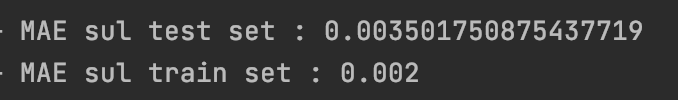 MAE sul test set : 0.003501750875437719
MAE sul train set : 0.002